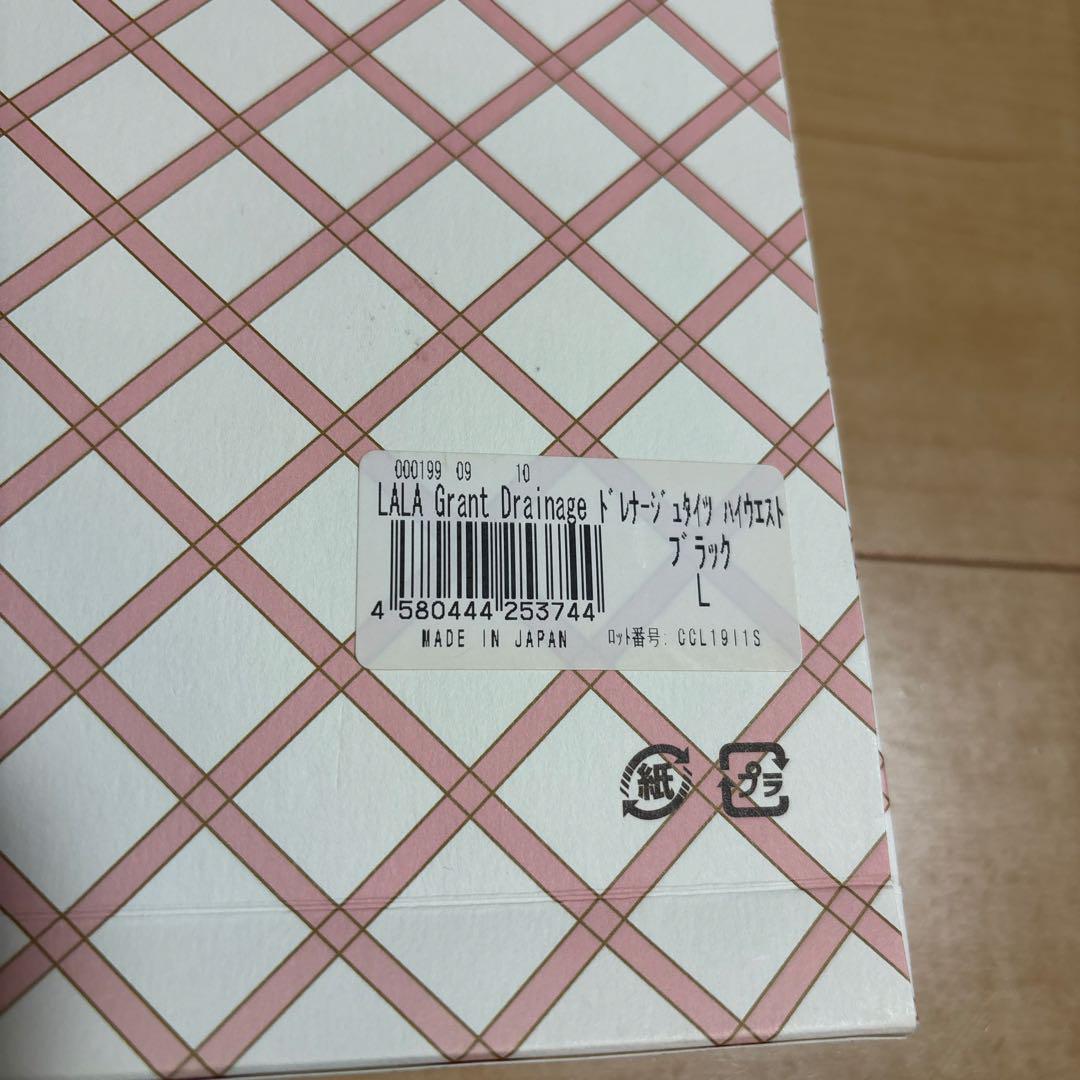 000199 09 10
LALA Grant Drainage ﾄﾞﾚﾅｰｼﾞｭﾀｲﾂ ﾊｲｳｴｽﾄ
ﾌﾞﾗｯｸ
L
4 580444 253744
MADE IN JAPAN ﾛｯﾄ番号: CCL19I1S
紙 プラ